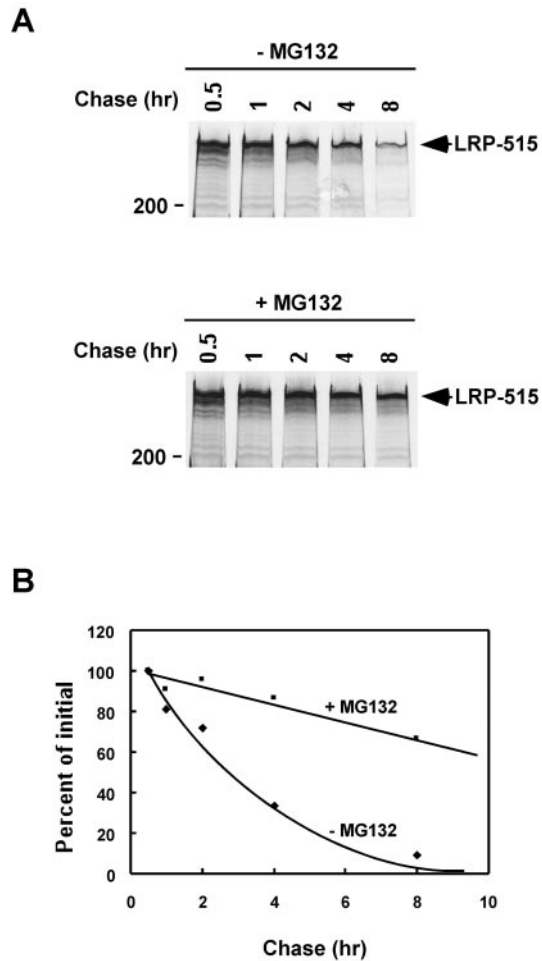 A
- MG132
Chase (hr) 0.5 1 2 4 8
LRP-515
200 -
+ MG132
Chase (hr) 0.5 1 2 4 8
LRP-515
200 -
B
120
100
80
60
40
20
0
Percent of initial
+ MG132
- MG132
0 2 4 6 8 10
Chase (hr)